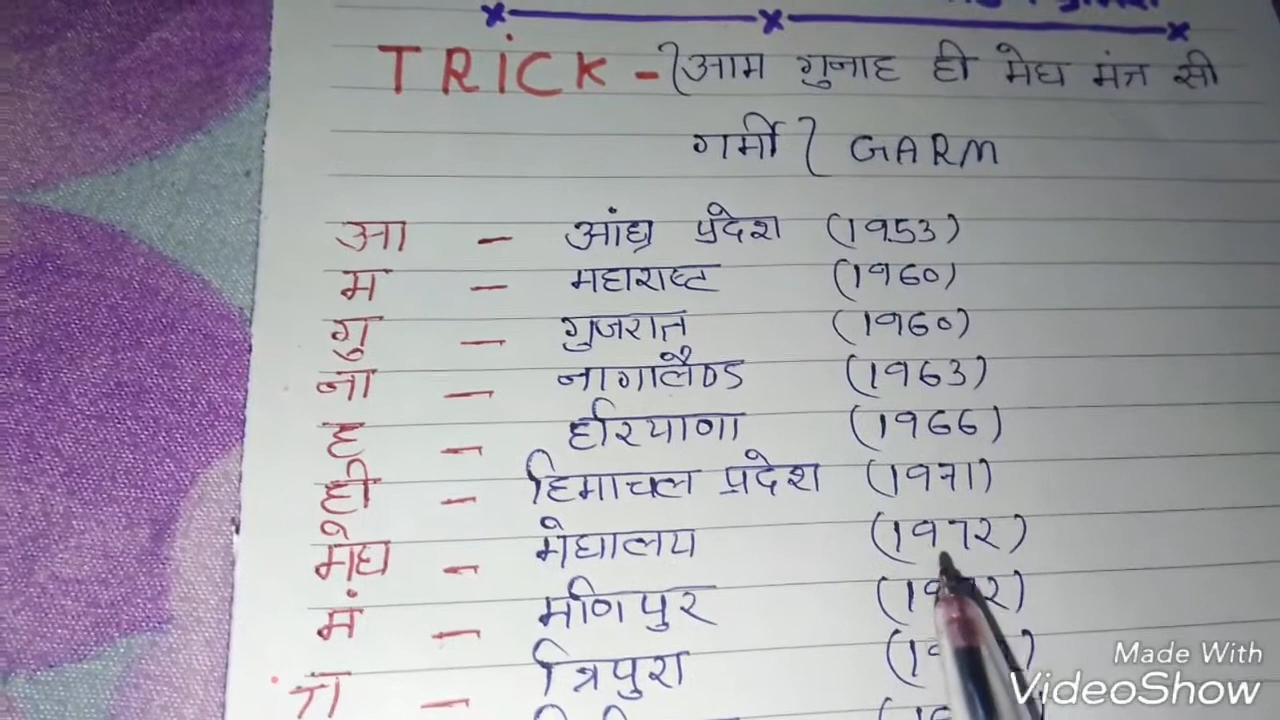 TRICK - {आम गुनाह ही मेघ मंत्र सी
गर्मी} GARM
आ - आंध्र प्रदेश (1953)
म - महाराष्ट (1960)
गु - गुजरात (1960)
ना - नागालैण्ड (1963)
ह - हरियाणा (1966)
ही - हिमाचल प्रदेश (1971)
मेघ - मेघालय (1972)
मं - मणिपुर
त्र - त्रिपुरा
Made With
VideoShow